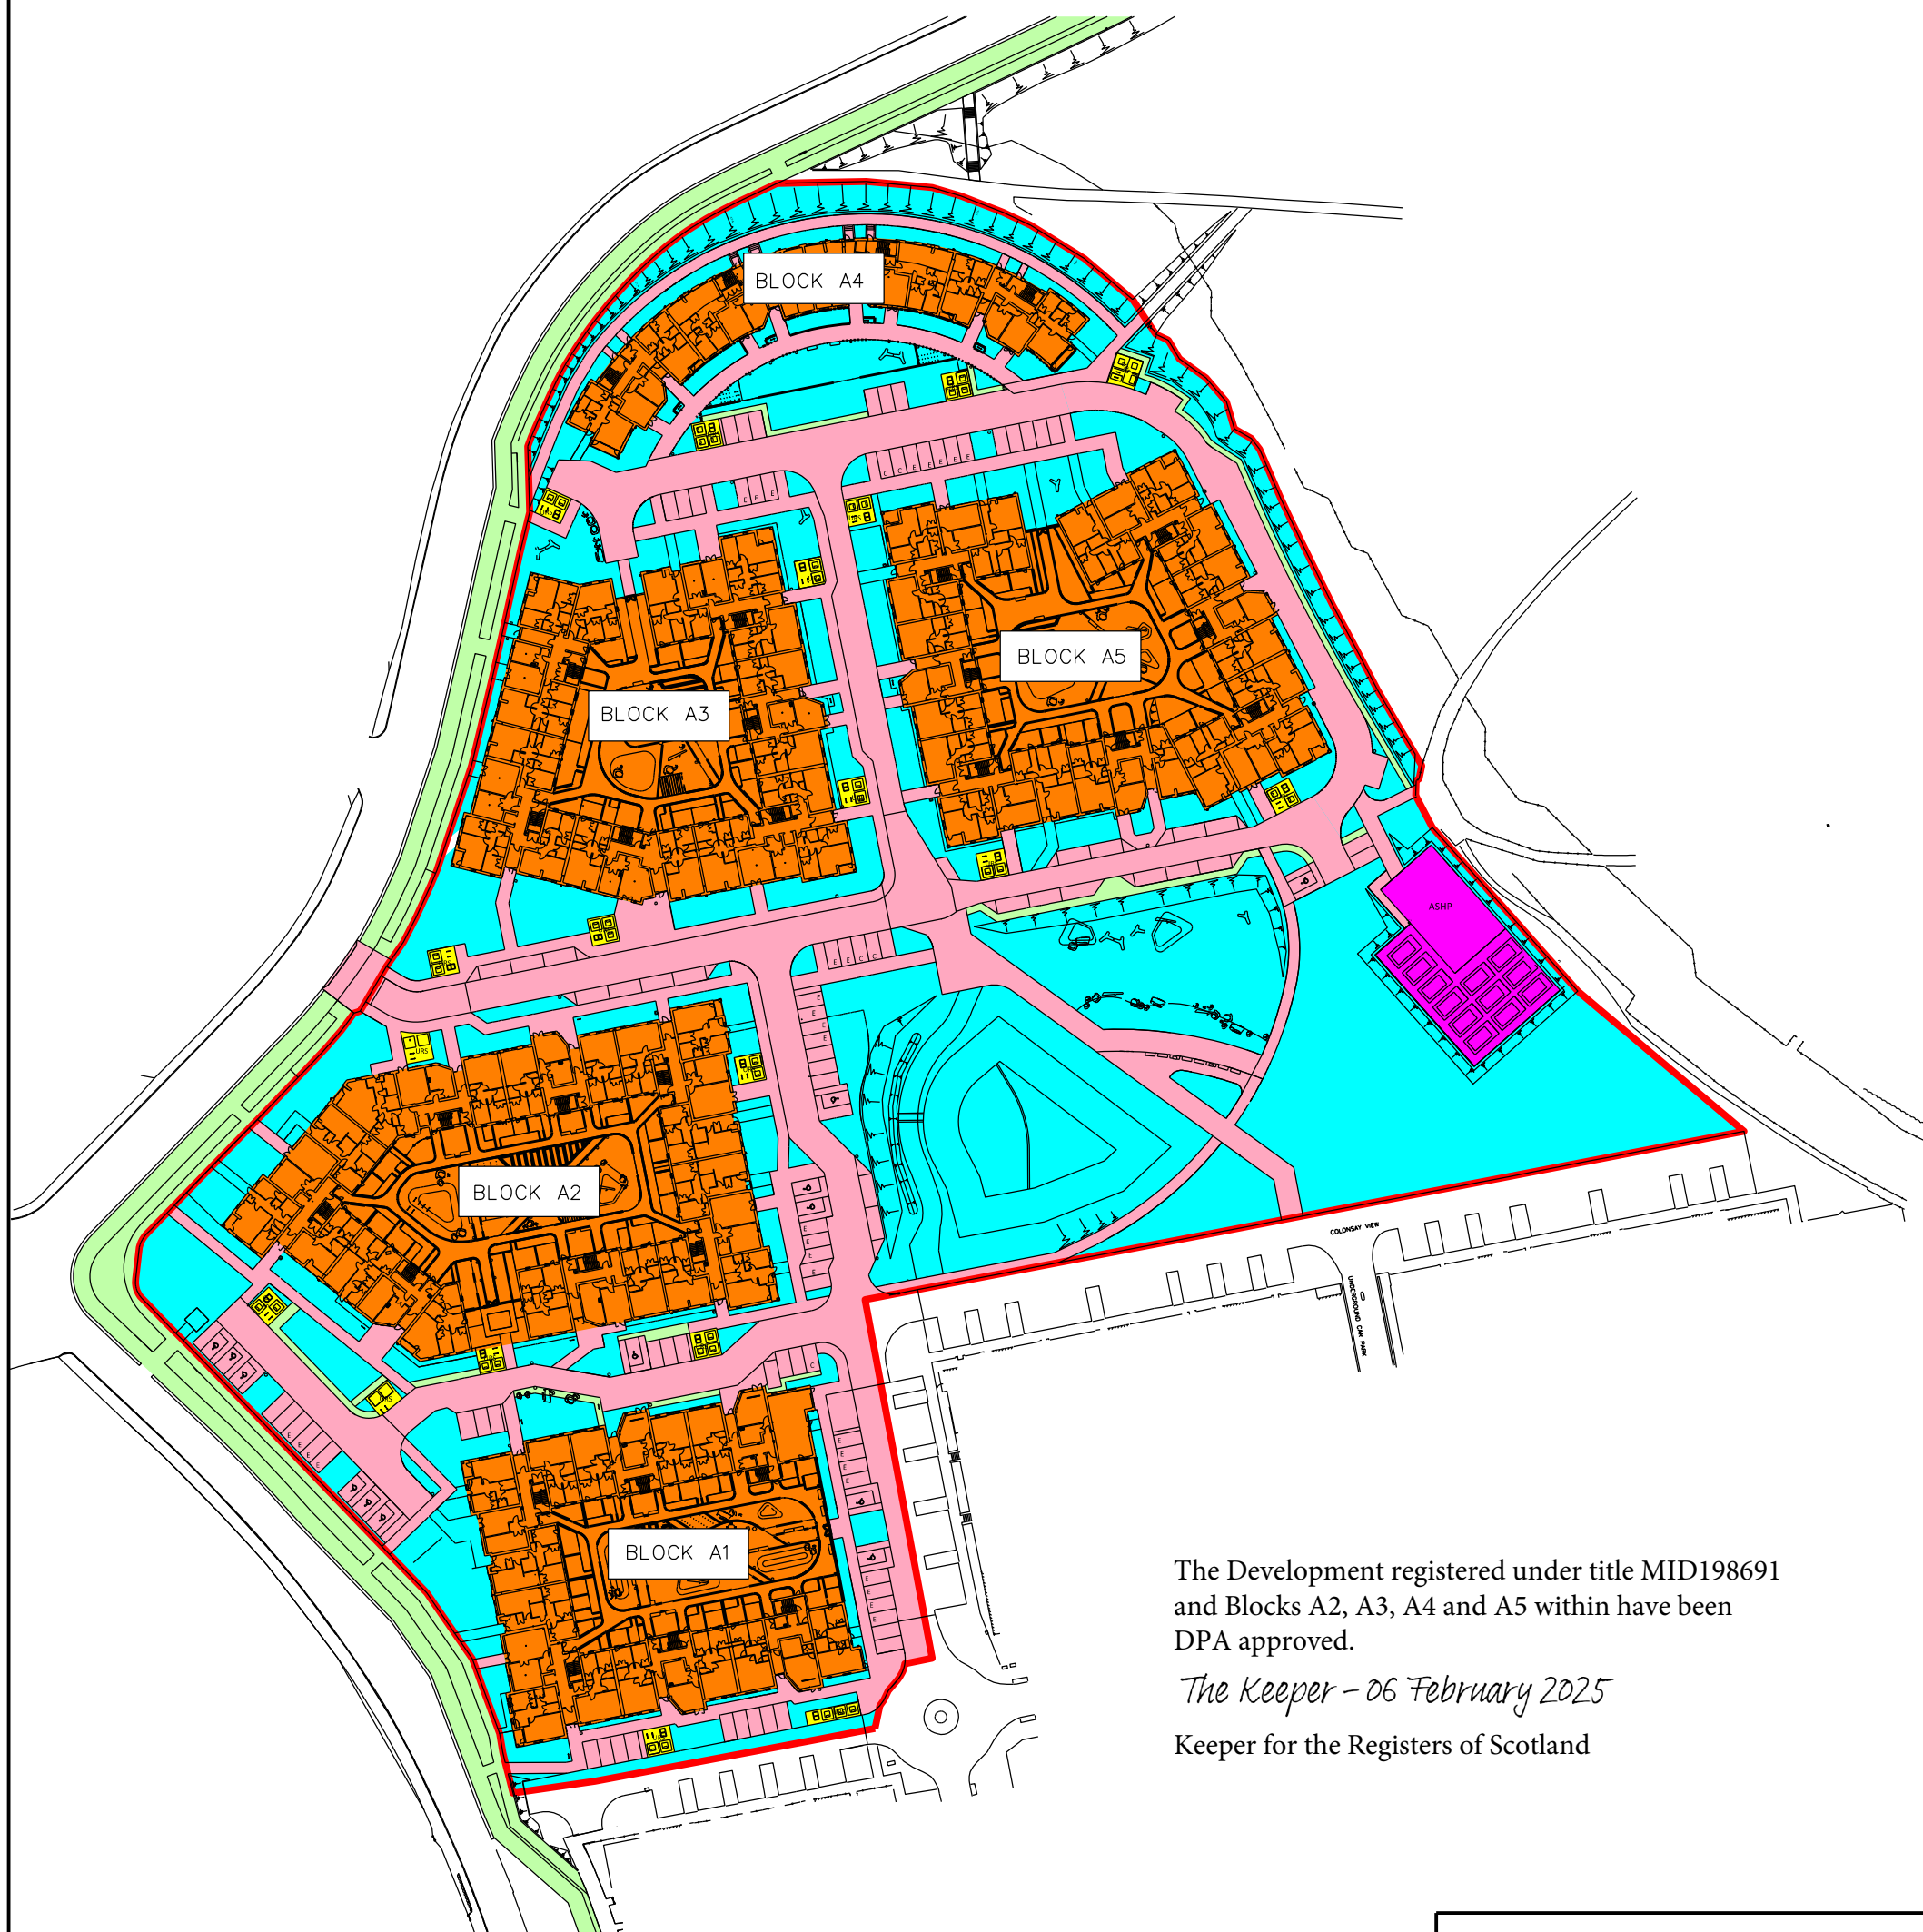 BLOCK A4
BLOCK A5
BLOCK A3
ASHP
URS
BLOCK A2
COLONSAY VIEW
UNDERGROUND CAR PARK
BLOCK A1
The Development registered under title MID198691
and Blocks A2, A3, A4 and A5 within have been
DPA approved.
The Keeper – 06 February 2025
Keeper for the Registers of Scotland